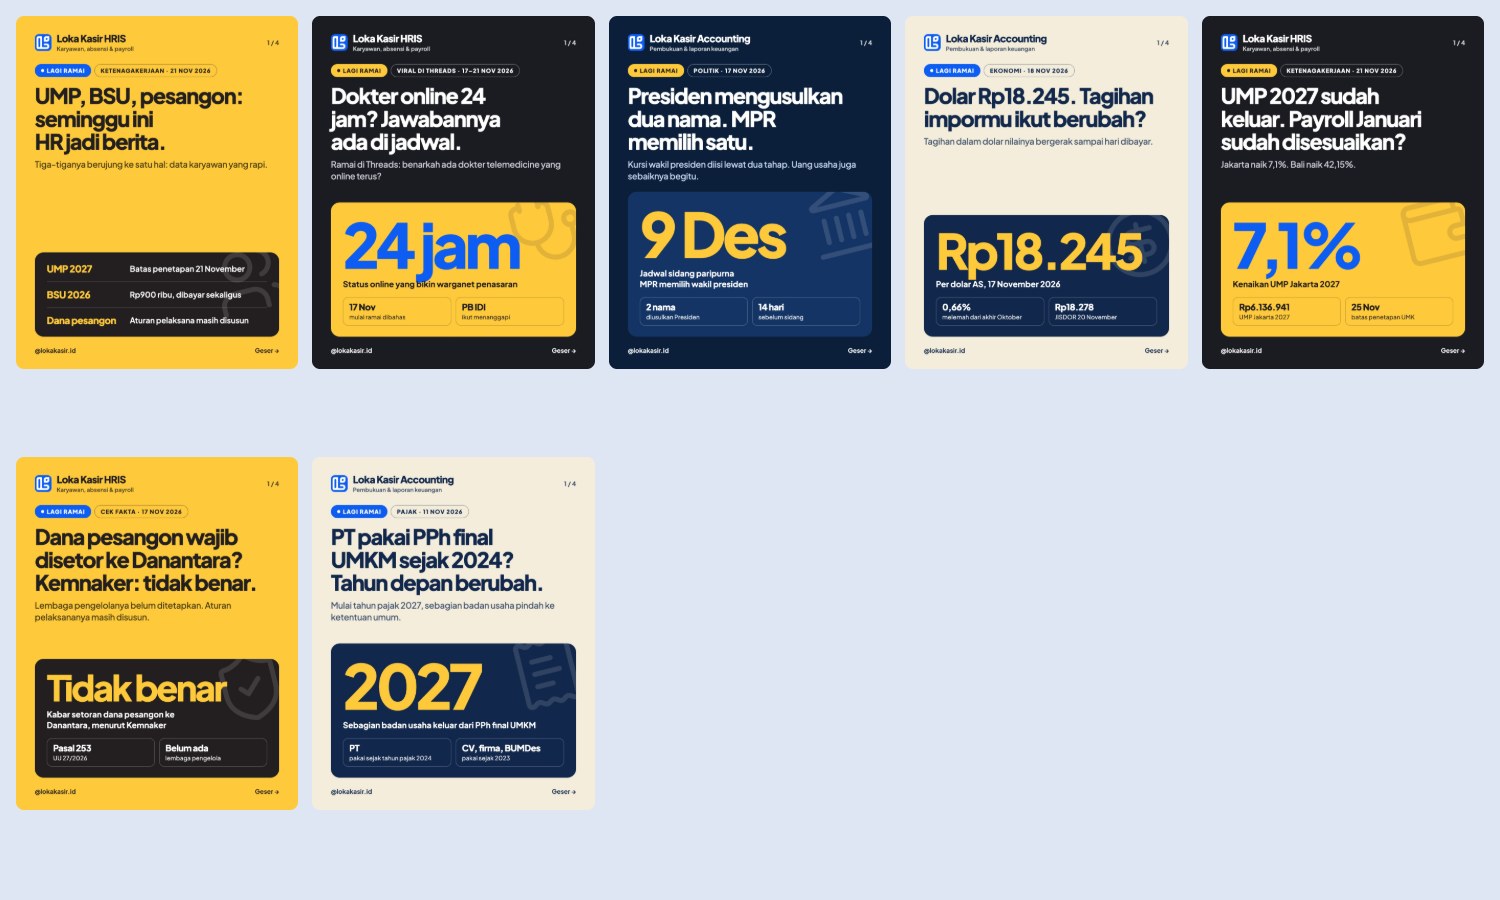 Loka Kasir HRIS
Karyawan, absensi & payroll
1 / 4
• LAGI RAMAI
KETENAGAKERJAAN · 21 NOV 2026
UMP, BSU, pesangon:
seminggu ini
HR jadi berita.
Tiga-tiganya berujung ke satu hal: data karyawan yang rapi.
UMP 2027 Batas penetapan 21 November
BSU 2026 Rp900 ribu, dibayar sekaligus
Dana pesangon Aturan pelaksana masih disusun
@lokakasir.id
Geser →
Loka Kasir HRIS
Karyawan, absensi & payroll
1 / 4
• LAGI RAMAI
VIRAL DI THREADS · 17–21 NOV 2026
Dokter online 24
jam? Jawabannya
ada di jadwal.
Ramai di Threads: benarkah ada dokter telemedicine yang
online terus?
24 jam
Status online yang bikin warganet penasaran
17 Nov
mulai ramai dibahas
PB IDI
ikut menanggapi
@lokakasir.id
Geser →
Loka Kasir Accounting
Pembukuan & laporan keuangan
1 / 4
• LAGI RAMAI
POLITIK · 17 NOV 2026
Presiden mengusulkan
dua nama. MPR
memilih satu.
Kursi wakil presiden diisi lewat dua tahap. Uang usaha juga
sebaiknya begitu.
9 Des
Jadwal sidang paripurna
MPR memilih wakil presiden
2 nama
diusulkan Presiden
14 hari
sebelum sidang
@lokakasir.id
Geser →
Loka Kasir Accounting
Pembukuan & laporan keuangan
1 / 4
• LAGI RAMAI
EKONOMI · 18 NOV 2026
Dolar Rp18.245. Tagihan
impormu ikut berubah?
Tagihan dalam dolar nilainya bergerak sampai hari dibayar.
Rp18.245
Per dolar AS, 17 November 2026
0,66%
melemah dari akhir Oktober
Rp18.278
JISDOR 20 November
@lokakasir.id
Geser →
Loka Kasir HRIS
Karyawan, absensi & payroll
1 / 4
• LAGI RAMAI
KETENAGAKERJAAN · 21 NOV 2026
UMP 2027 sudah
keluar. Payroll Januari
sudah disesuaikan?
Jakarta naik 7,1%. Bali naik 42,15%.
7,1%
Kenaikan UMP Jakarta 2027
Rp6.136.941
UMP Jakarta 2027
25 Nov
batas penetapan UMK
@lokakasir.id
Geser →
Loka Kasir HRIS
Karyawan, absensi & payroll
1 / 4
• LAGI RAMAI
CEK FAKTA · 17 NOV 2026
Dana pesangon wajib
disetor ke Danantara?
Kemnaker: tidak benar.
Lembaga pengelolanya belum ditetapkan. Aturan
pelaksananya masih disusun.
Tidak benar
Kabar setoran dana pesangon ke
Danantara, menurut Kemnaker
Pasal 253
UU 27/2026
Belum ada
lembaga pengelola
@lokakasir.id
Geser →
Loka Kasir Accounting
Pembukuan & laporan keuangan
1 / 4
• LAGI RAMAI
PAJAK · 11 NOV 2026
PT pakai PPh final
UMKM sejak 2024?
Tahun depan berubah.
Mulai tahun pajak 2027, sebagian badan usaha pindah ke
ketentuan umum.
2027
Sebagian badan usaha keluar dari PPh final UMKM
PT
pakai sejak tahun pajak 2024
CV, firma, BUMDes
pakai sejak 2023
@lokakasir.id
Geser →